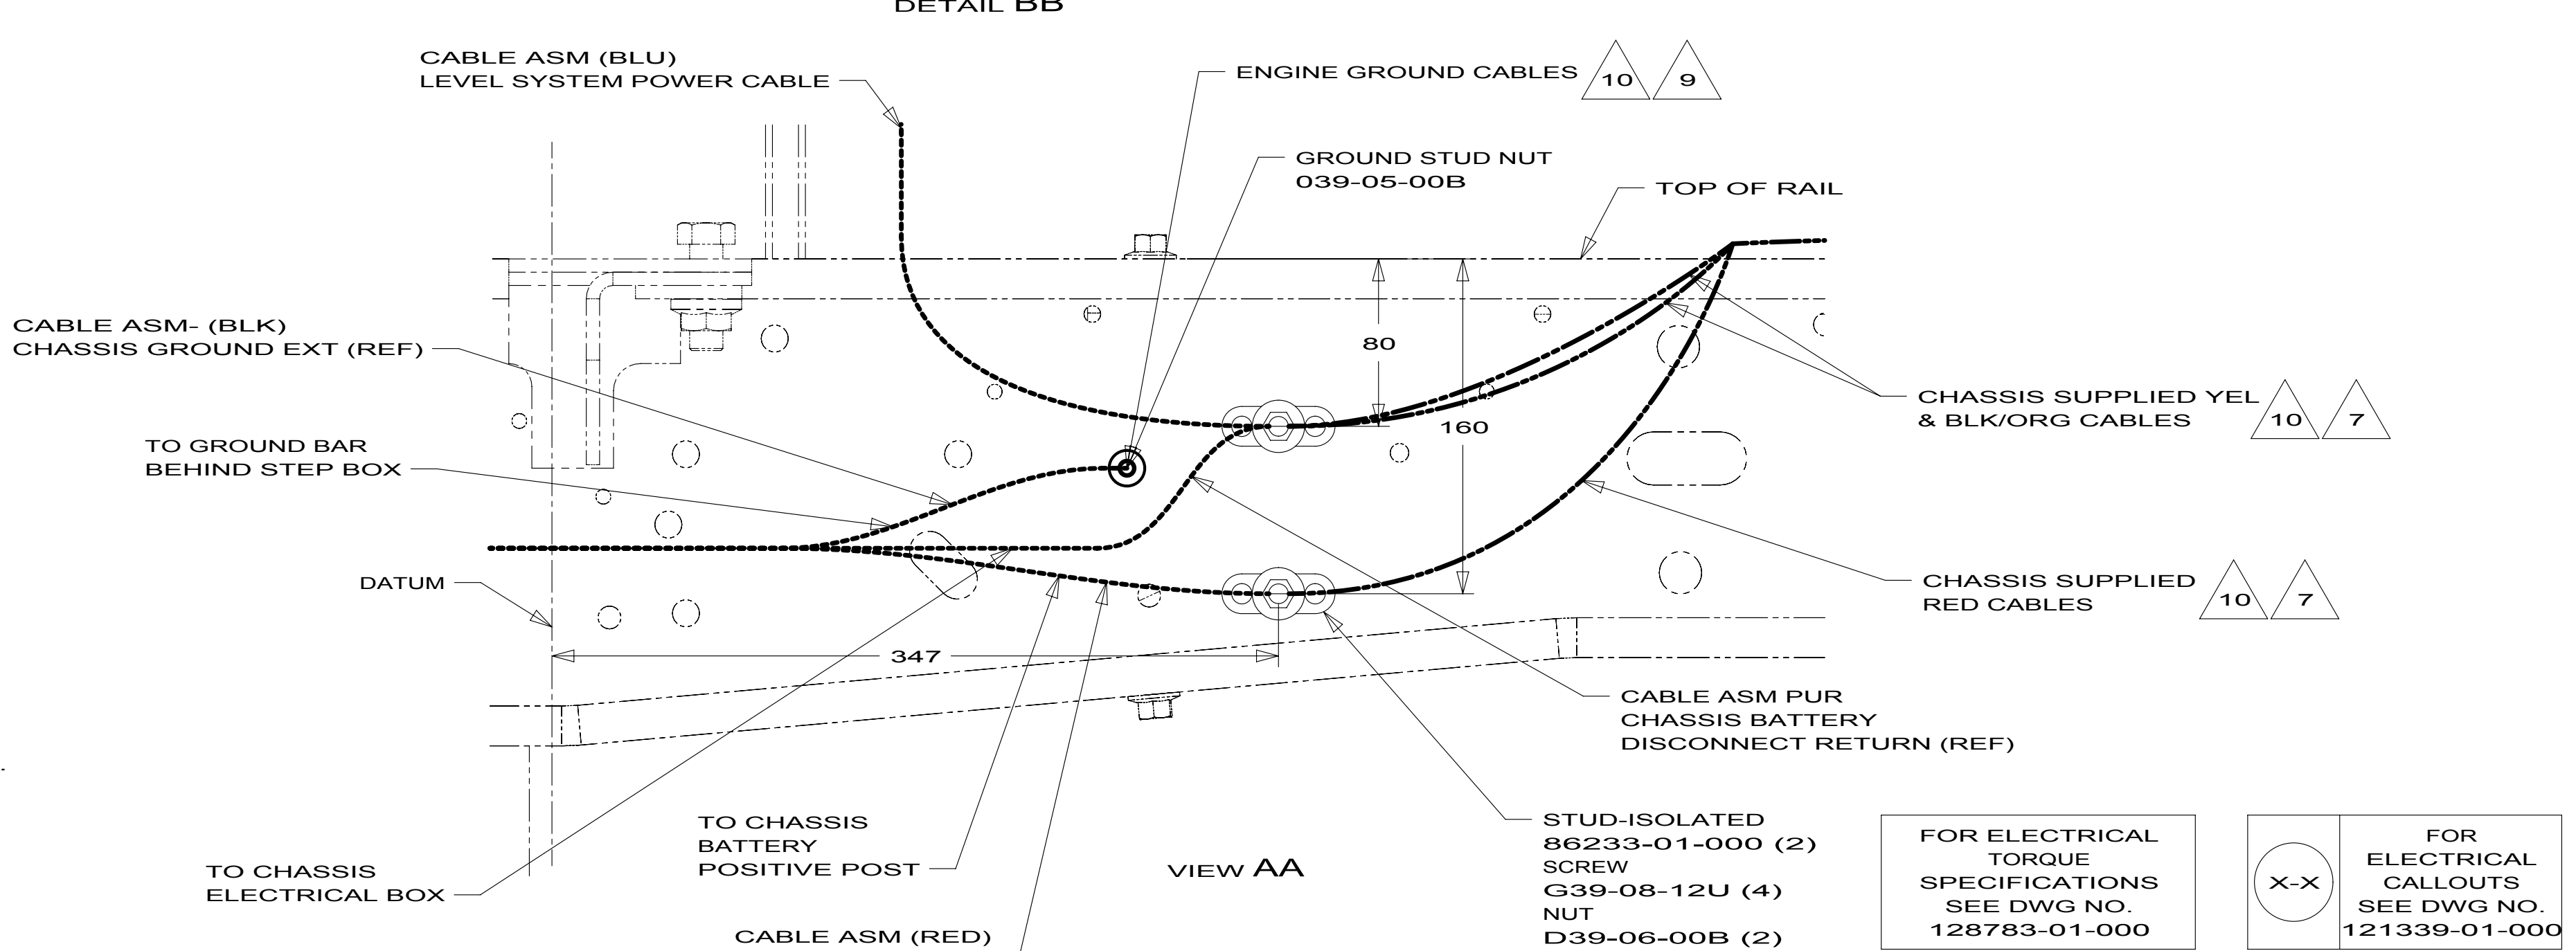 DETAIL BB
CABLE ASM (BLU)
LEVEL SYSTEM POWER CABLE
ENGINE GROUND CABLES
10
9
GROUND STUD NUT
039-05-00B
TOP OF RAIL
CABLE ASM- (BLK)
CHASSIS GROUND EXT (REF)
80
CHASSIS SUPPLIED YEL
& BLK/ORG CABLES
10
7
160
TO GROUND BAR
BEHIND STEP BOX
DATUM
CHASSIS SUPPLIED
RED CABLES
10
7
347
CABLE ASM PUR
CHASSIS BATTERY
DISCONNECT RETURN (REF)
TO CHASSIS
ELECTRICAL BOX
TO CHASSIS
BATTERY
POSITIVE POST
CABLE ASM (RED)
VIEW AA
STUD-ISOLATED
86233-01-000 (2)
SCREW
G39-08-12U (4)
NUT
D39-06-00B (2)
FOR ELECTRICAL
TORQUE
SPECIFICATIONS
SEE DWG NO.
128783-01-000
X-X
FOR
ELECTRICAL
CALLOUTS
SEE DWG NO.
121339-01-000